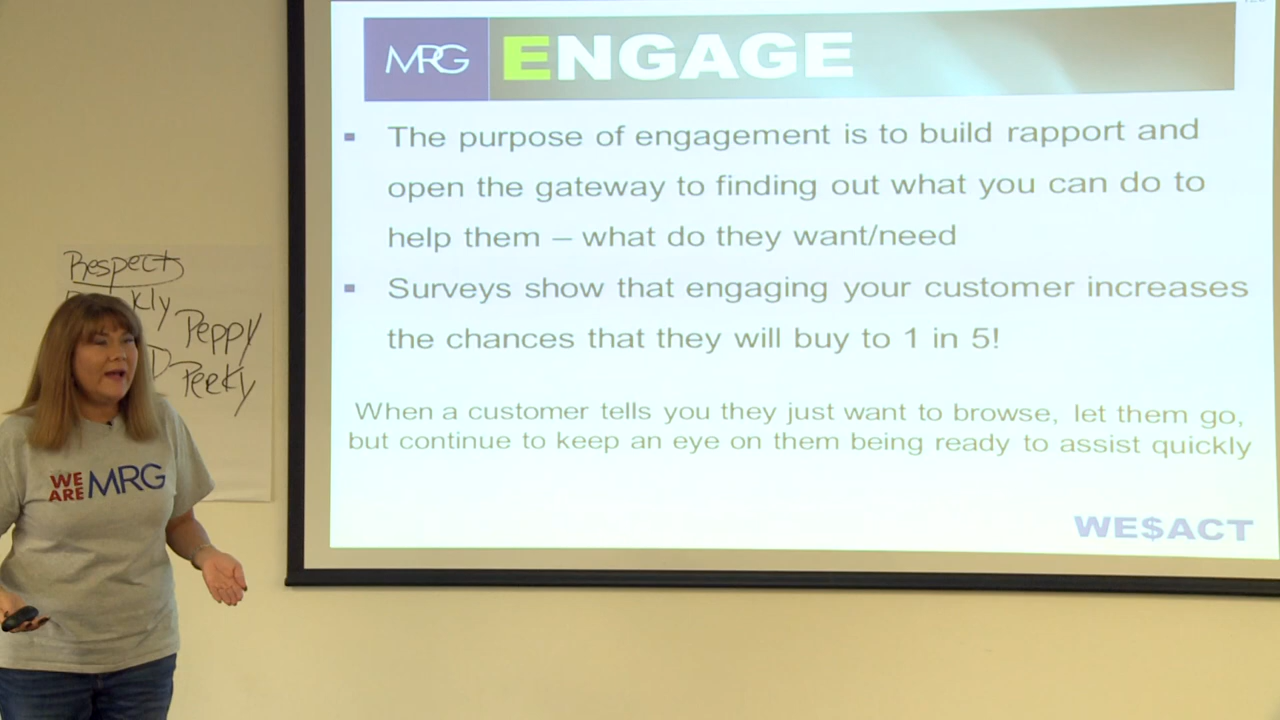 MRG ENGAGE
The purpose of engagement is to build rapport and
open the gateway to finding out what you can do to
help them – what do they want/need
Surveys show that engaging your customer increases
the chances that they will buy to 1 in 5!
When a customer tells you they just want to browse, let them go,
but continue to keep an eye on them being ready to assist quickly
WE$ACT
Respect
Peppy
Peeky
WE
ARE MRG